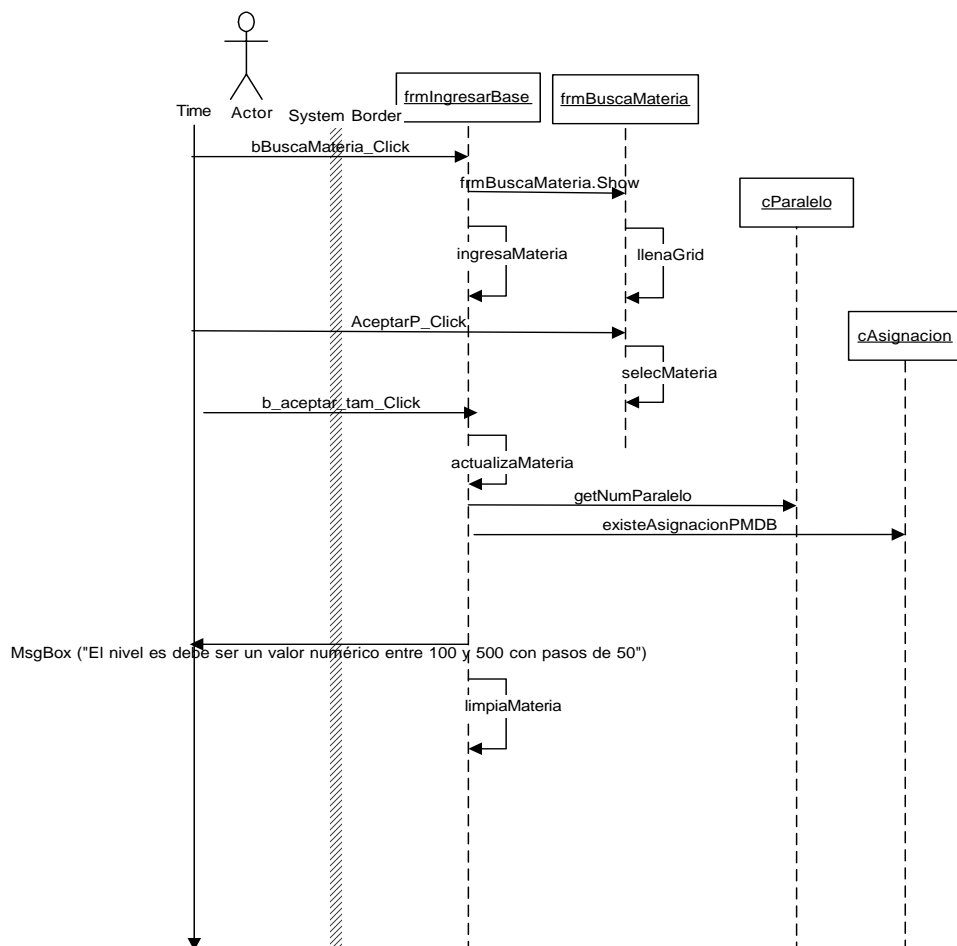 frmIngresarBase
frmBuscaMateria
Time
Actor
System Border
bBuscaMateria_Click
frmBuscaMateria.Show
cParalelo
ingresaMateria
llenaGrid
AceptarP_Click
cAsignacion
selecMateria
b_aceptar_tam_Click
actualizaMateria
getNumParalelo
existeAsignacionPMDB
MsgBox ("El nivel es debe ser un valor numérico entre 100 y 500 con pasos de 50")
limpiaMateria